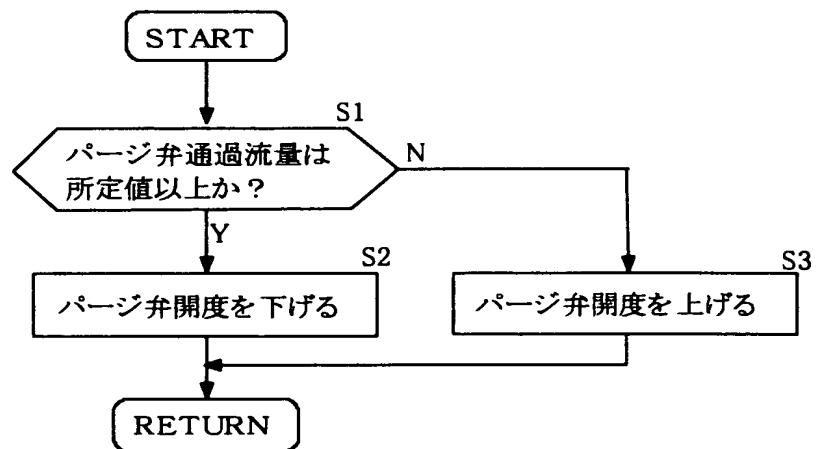 START
S1
パージ弁通過流量は
所定値以上か？
N
Y
S2
パージ弁開度を下げる
S3
パージ弁開度を上げる
RETURN